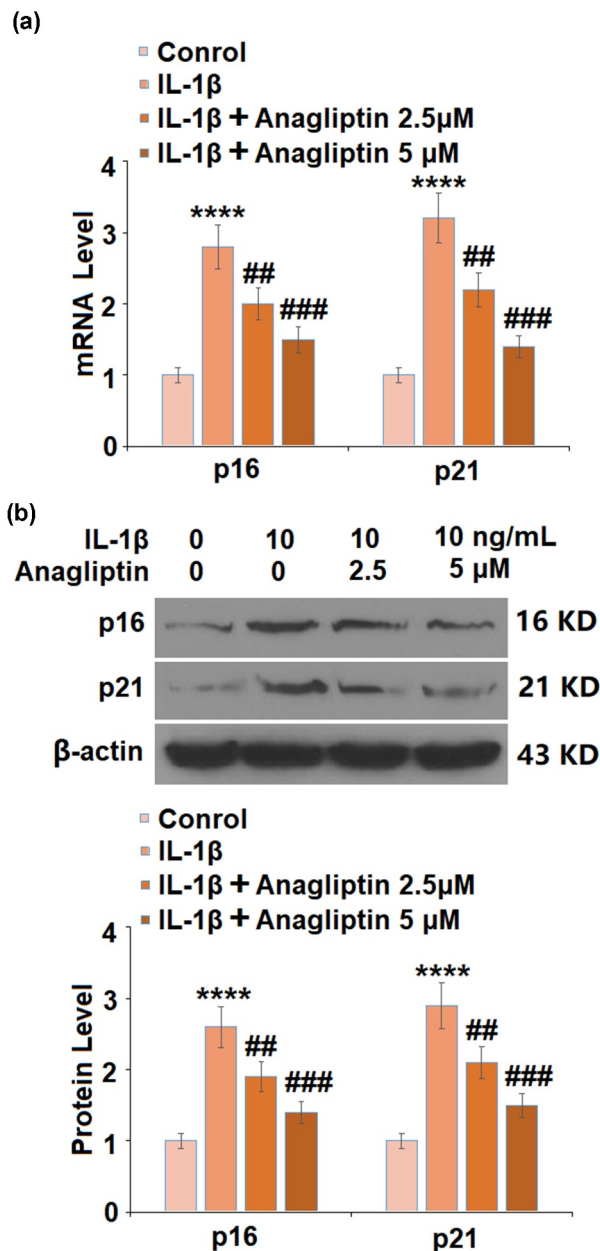 (a)
Conrol
IL-1β
IL-1β + Anagliptin 2.5μM
IL-1β + Anagliptin 5 μM
mRNA Level
4
3
2
1
0
**** ## ###
**** ## ###
p16 p21
(b)
IL-1β 0 10 10 10 ng/mL
Anagliptin 0 0 2.5 5 μM
p16 16 KD
p21 21 KD
β-actin 43 KD
Conrol
IL-1β
IL-1β + Anagliptin 2.5μM
IL-1β + Anagliptin 5 μM
Protein Level
4
3
2
1
0
**** ## ###
**** ## ###
p16 p21